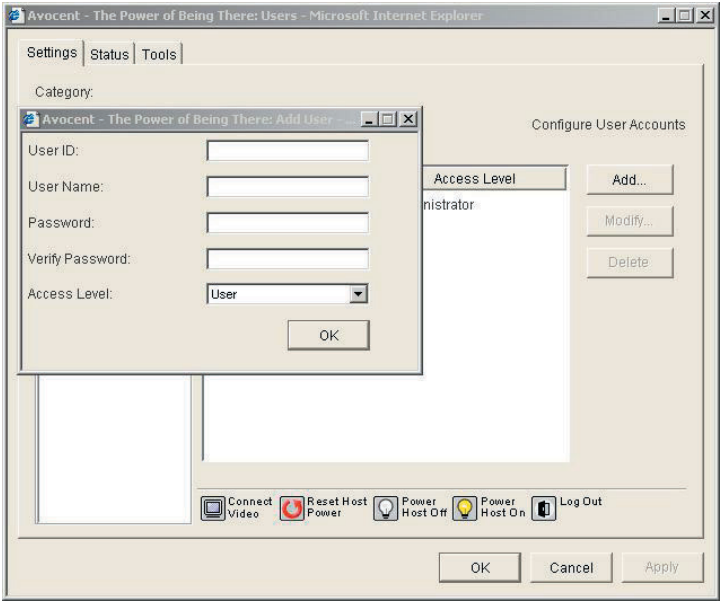 Avocent - The Power of Being There: Users - Microsoft Internet Explorer
Settings Status Tools
Category:
Configure User Accounts
Avocent - The Power of Being There: Add User - ...
User ID:
User Name:
Password:
Verify Password:
Access Level: User
OK
Access Level
nistrator
Add...
Modify...
Delete
Connect Video
Reset Host Power
Power Host Off
Power Host On
Log Out
OK Cancel Apply